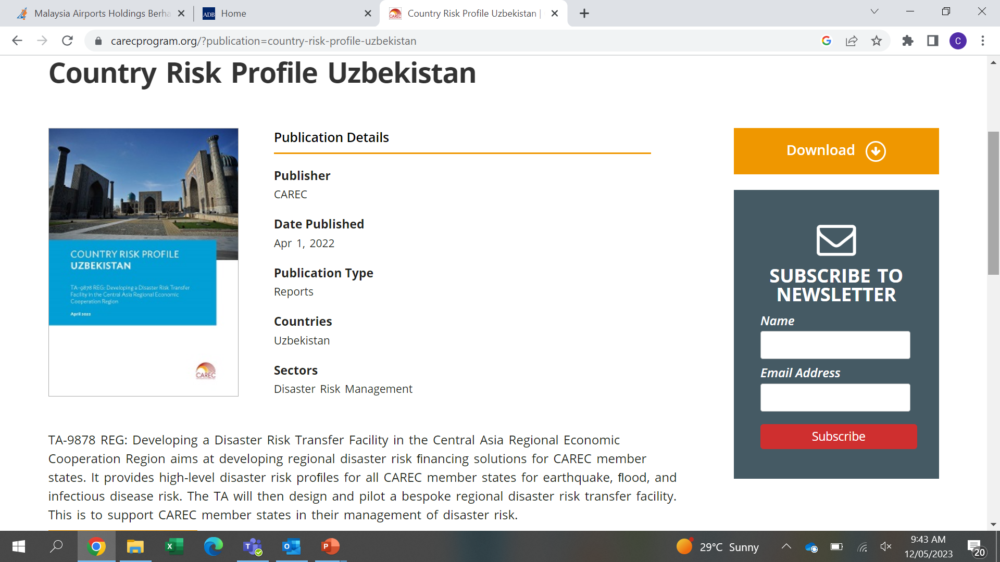 Malaysia Airports Holdings Berha
ADB
Home
CAREC
Country Risk Profile Uzbekistan |
carecprogram.org/?publication=country-risk-profile-uzbekistan
C
Country Risk Profile Uzbekistan
COUNTRY RISK PROFILE
UZBEKISTAN
TA-9878 REG: Developing a Disaster Risk Transfer
Facility in the Central Asia Regional Economic
Cooperation Region
April 2022
CAREC
Publication Details
Publisher
CAREC
Date Published
Apr 1, 2022
Publication Type
Reports
Countries
Uzbekistan
Sectors
Disaster Risk Management
Download
SUBSCRIBE TO
NEWSLETTER
Name
Email Address
Subscribe
TA-9878 REG: Developing a Disaster Risk Transfer Facility in the Central Asia Regional Economic
Cooperation Region aims at developing regional disaster risk financing solutions for CAREC member
states. It provides high-level disaster risk profiles for all CAREC member states for earthquake, flood, and
infectious disease risk. The TA will then design and pilot a bespoke regional disaster risk transfer facility.
This is to support CAREC member states in their management of disaster risk.
29°C Sunny
9:43 AM
12/05/2023
20